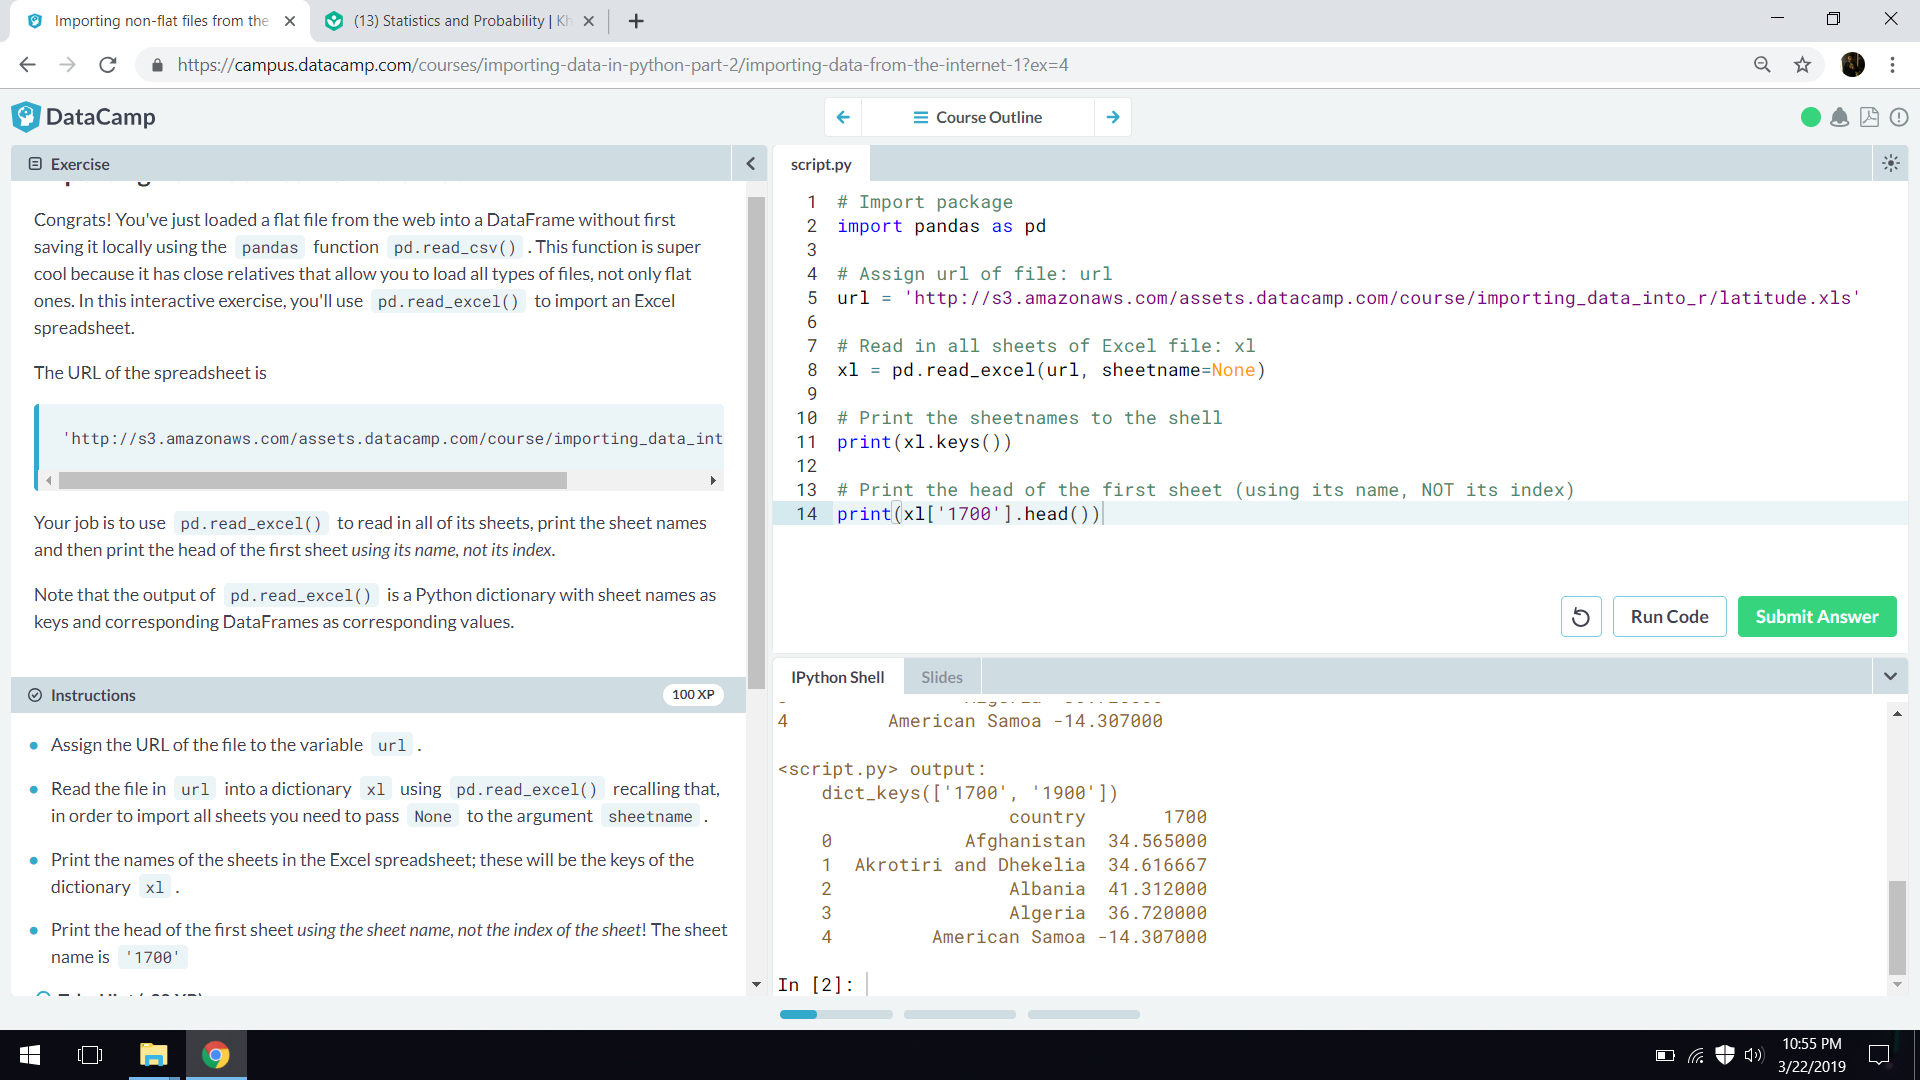 Importing non-flat files from the
(13) Statistics and Probability | Kh
https://campus.datacamp.com/courses/importing-data-in-python-part-2/importing-data-from-the-internet-1?ex=4
DataCamp
Course Outline
Exercise
Congrats! You've just loaded a flat file from the web into a DataFrame without first
saving it locally using the pandas function pd.read_csv() . This function is super
cool because it has close relatives that allow you to load all types of files, not only flat
ones. In this interactive exercise, you'll use pd.read_excel() to import an Excel
spreadsheet.
The URL of the spreadsheet is
'http://s3.amazonaws.com/assets.datacamp.com/course/importing_data_int
Your job is to use pd.read_excel() to read in all of its sheets, print the sheet names
and then print the head of the first sheet using its name, not its index.
Note that the output of pd.read_excel() is a Python dictionary with sheet names as
keys and corresponding DataFrames as corresponding values.
Instructions
100 XP
Assign the URL of the file to the variable url .
Read the file in url into a dictionary xl using pd.read_excel() recalling that,
in order to import all sheets you need to pass None to the argument sheetname .
Print the names of the sheets in the Excel spreadsheet; these will be the keys of the
dictionary xl .
Print the head of the first sheet using the sheet name, not the index of the sheet! The sheet
name is '1700'
script.py
1 # Import package
2 import pandas as pd
3
4 # Assign url of file: url
5 url = 'http://s3.amazonaws.com/assets.datacamp.com/course/importing_data_into_r/latitude.xls'
6
7 # Read in all sheets of Excel file: xl
8 xl = pd.read_excel(url, sheetname=None)
9
10 # Print the sheetnames to the shell
11 print(xl.keys())
12
13 # Print the head of the first sheet (using its name, NOT its index)
14 print(xl['1700'].head())
Run Code
Submit Answer
IPython Shell
Slides
4 American Samoa -14.307000
<script.py> output:
dict_keys(['1700', '1900'])
country 1700
0 Afghanistan 34.565000
1 Akrotiri and Dhekelia 34.616667
2 Albania 41.312000
3 Algeria 36.720000
4 American Samoa -14.307000
In [2]:
10:55 PM
3/22/2019